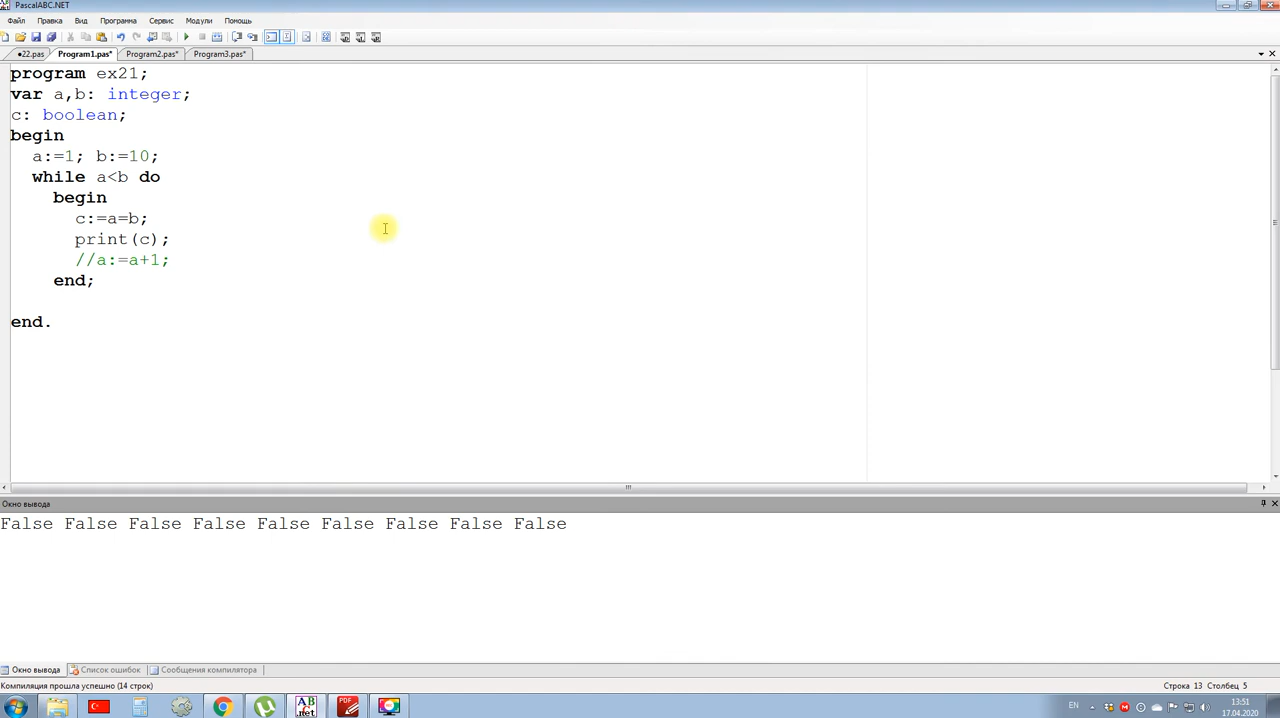 PascalABC.NET
Файл Правка Вид Программа Сервис Модули Помощь
●22.pas Program1.pas* Program2.pas* Program3.pas*
program ex21;
var a,b: integer;
c: boolean;
begin
a:=1; b:=10;
while a<b do
begin
c:=a=b;
print(c);
//a:=a+1;
end;
end.
Окно вывода
False False False False False False False False False
Окно вывода Список ошибок Сообщения компилятора
Компиляция прошла успешно (14 строк) Строка 13 Столбец 5
AB .net PDF EN 13:51
17.04.2020